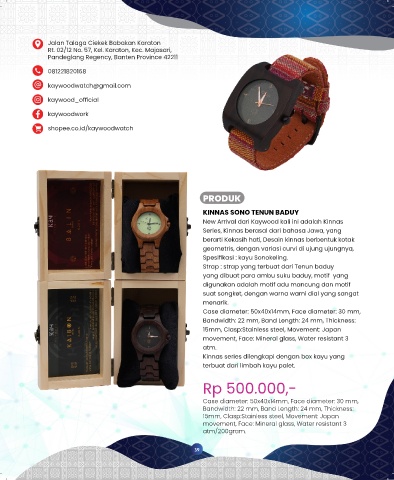 Jalan Talaga Ciekek Babakan Karaton
Rt. 02/12 No. 57, Kel. Karaton, Kec. Majasari,
Pandeglang Regency, Banten Province 42211
081221820168
kaywoodwatch@gmail.com
kaywood_official
kaywoodwork
shopee.co.id/kaywoodwatch
PRODUK
KINNAS SONO TENUN BADUY
New Arrival dari Kaywood kali ini adalah Kinnas
Series, Kinnas berasal dari bahasa Jawa, yang
berarti Kekasih hati, Desain kinnas berbentuk kotak
geometris, dengan variasi curvi di ujung ujungnya,
Spesifikasi : kayu Sonokeling.
Strap : strap yang terbuat dari Tenun baduy
yang dibuat para ambu suku baduy, motif yang
digunakan adalah motif adu mancung dan motif
suat songket, dengan warna warni dial yang sangat
menarik.
Case diameter: 50x40x14mm, Face diameter: 30 mm,
Bandwidth: 22 mm, Band Length: 24 mm, Thickness:
15mm, Clasp:Stainless steel, Movement: Japan
movement, Face: Mineral glass, Water resistant 3
atm.
Kinnas series dilengkapi dengan box kayu yang
terbuat dari limbah kayu palet.
Rp 500.000,-
Case diameter: 50x40x14mm, Face diameter: 30 mm,
Bandwidth: 22 mm, Band Length: 24 mm, Thickness:
15mm, Clasp:Stainless steel, Movement: Japan
movement, Face: Mineral glass, Water resistant 3
atm/200gram.